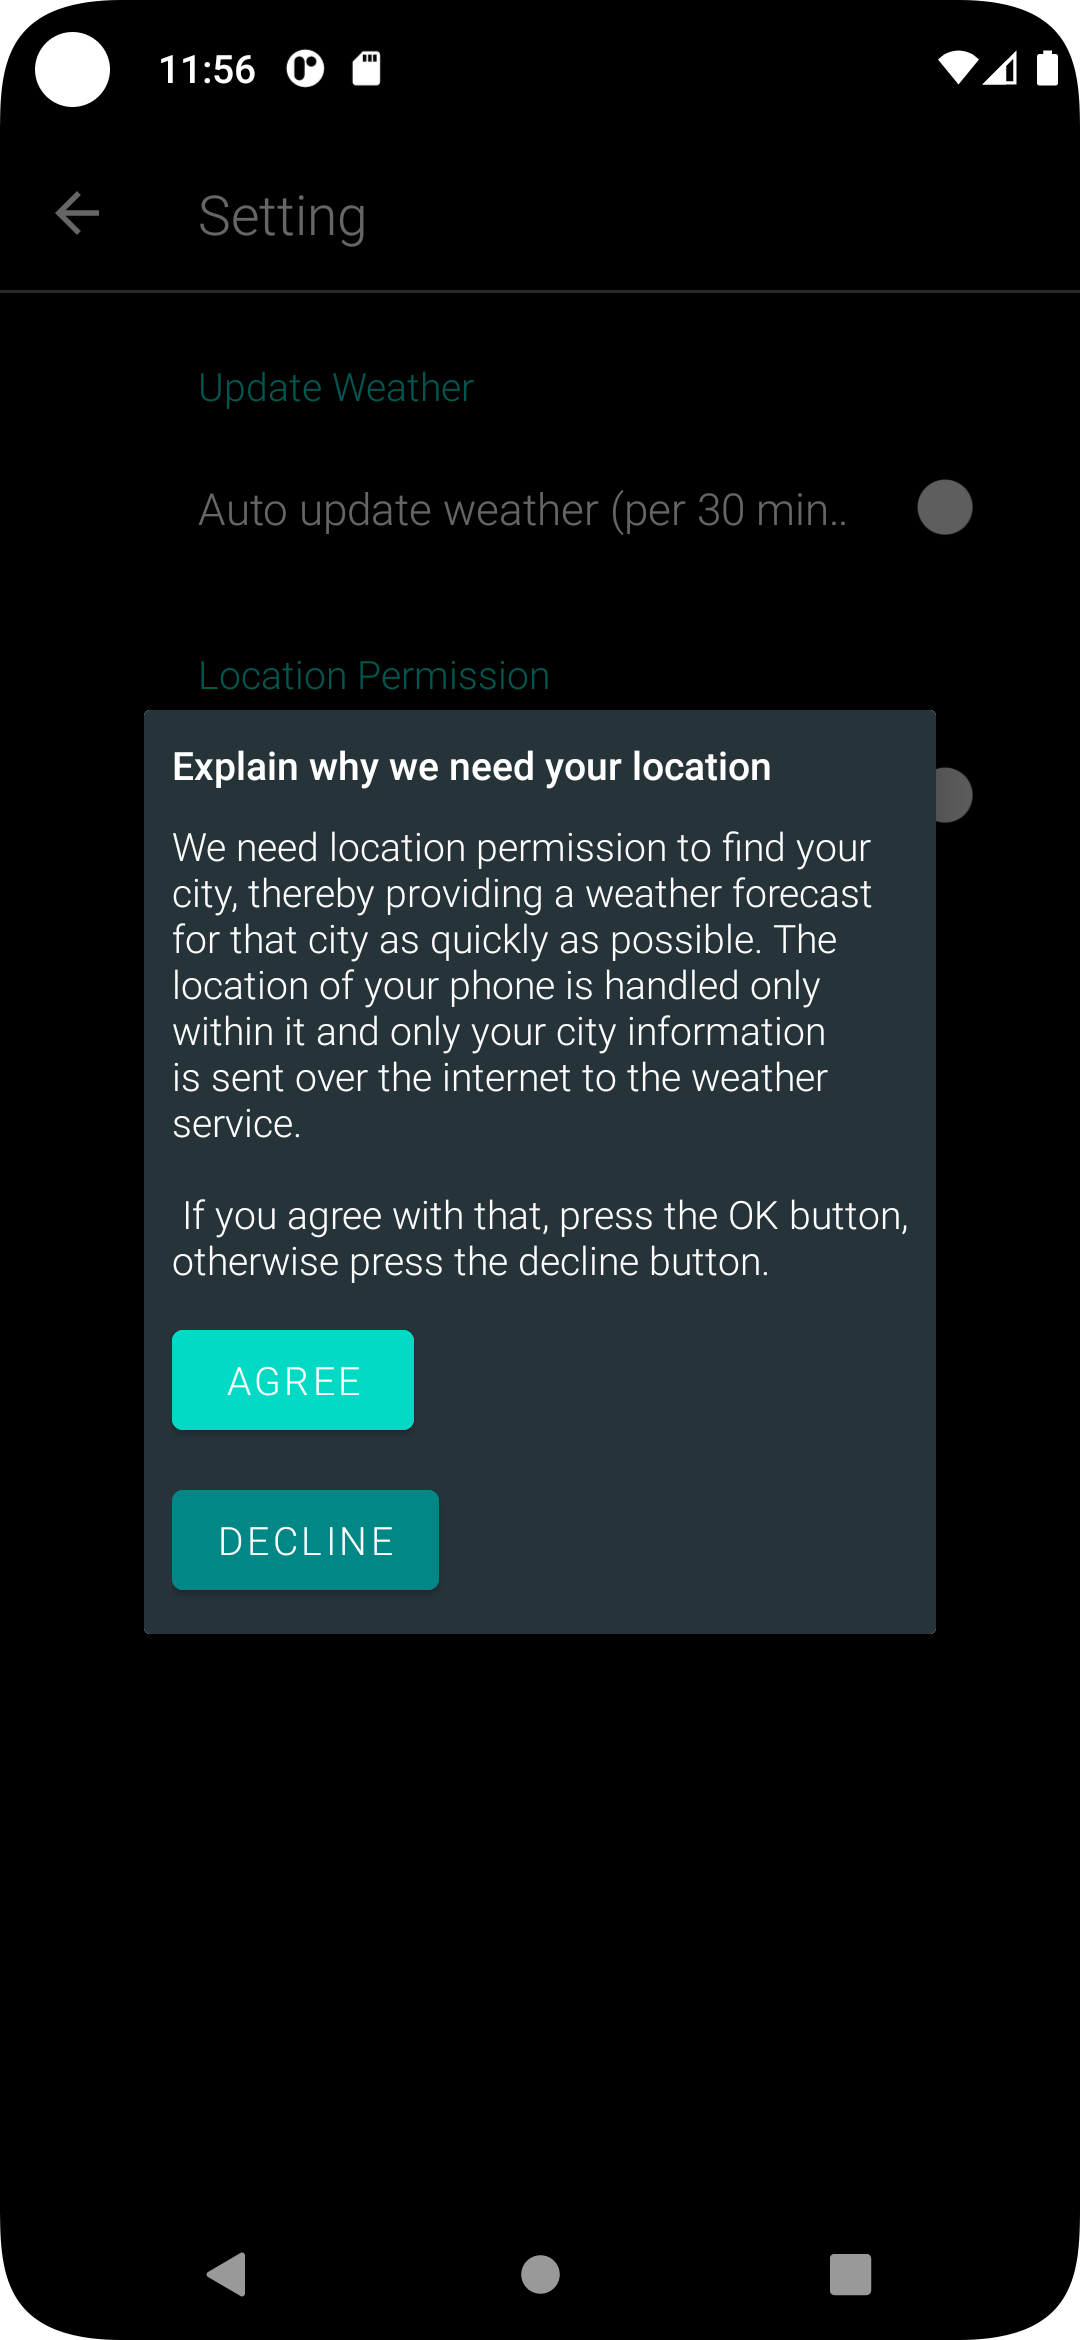 11:56
Setting
Update Weather
Auto update weather (per 30 min..
Location Permission
Explain why we need your location
We need location permission to find your
city, thereby providing a weather forecast
for that city as quickly as possible. The
location of your phone is handled only
within it and only your city information
is sent over the internet to the weather
service.
If you agree with that, press the OK button,
otherwise press the decline button.
AGREE
DECLINE